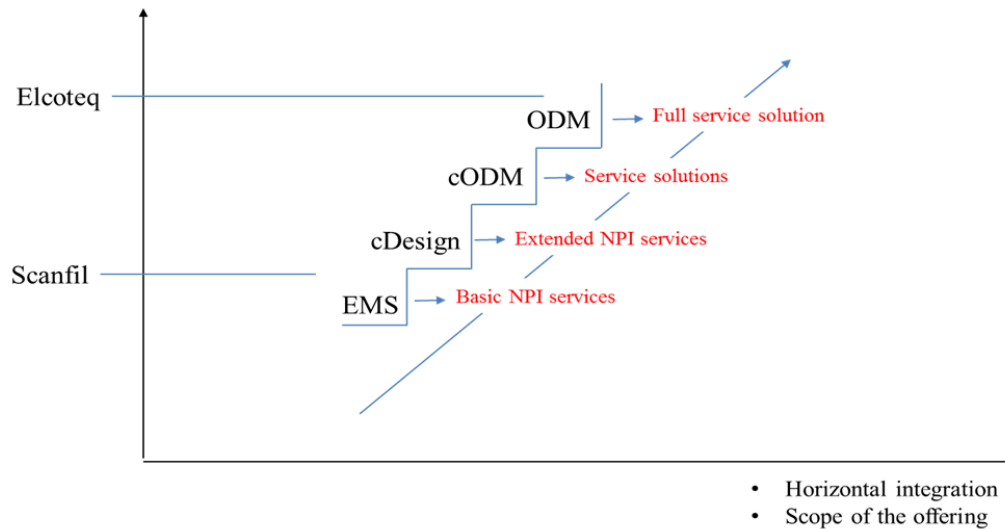 Elcoteq
ODM
Full service solution
cODM
Service solutions
cDesign
Extended NPI services
Scanfil
EMS
Basic NPI services
• Horizontal integration
• Scope of the offering